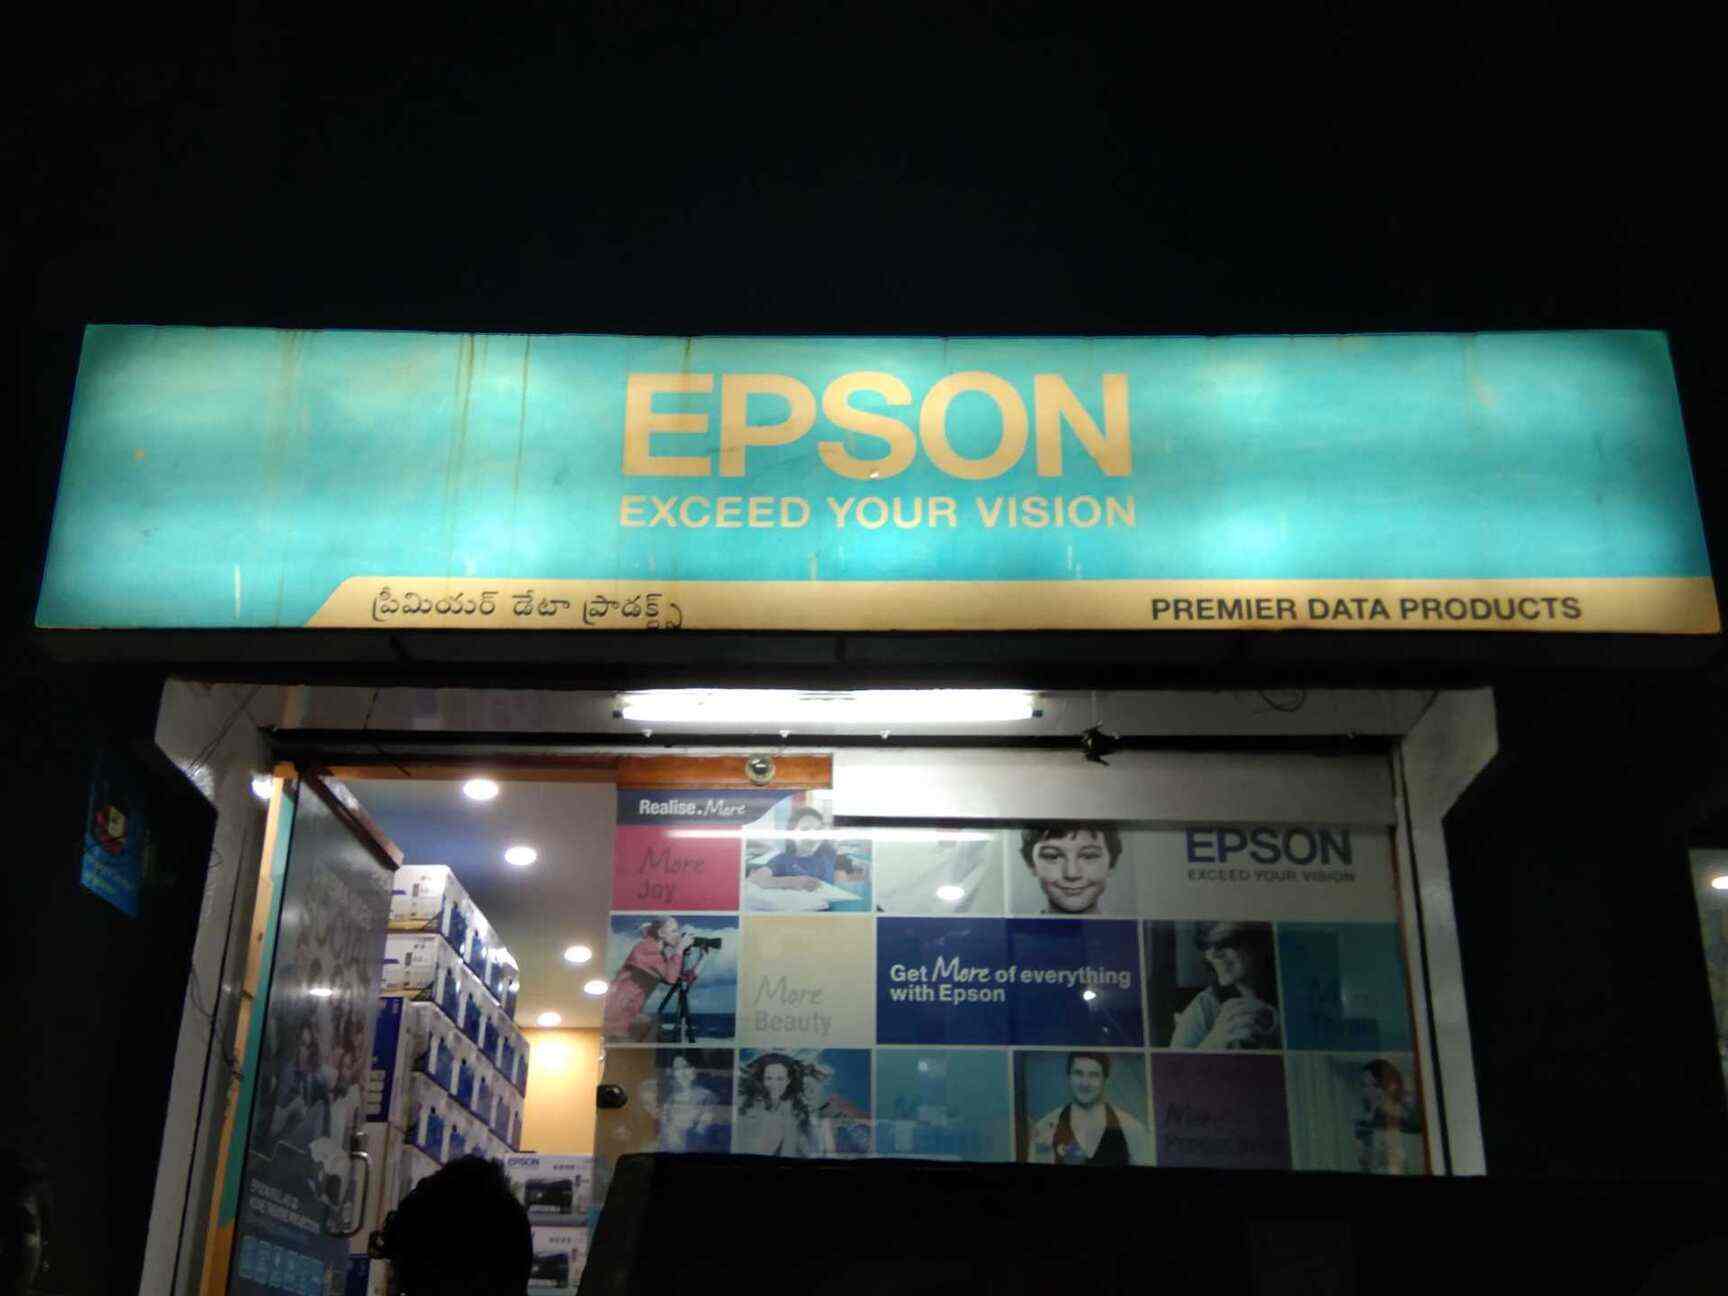 EPSON
EXCEED YOUR VISION
ప్రీమియర్ డేటా ప్రొడక్ట్స్
PREMIER DATA PRODUCTS
Realise. More
More
Joy
EPSON
EXCEED YOUR VISION
More
Beauty
Get More of everything
with Epson
EPSON